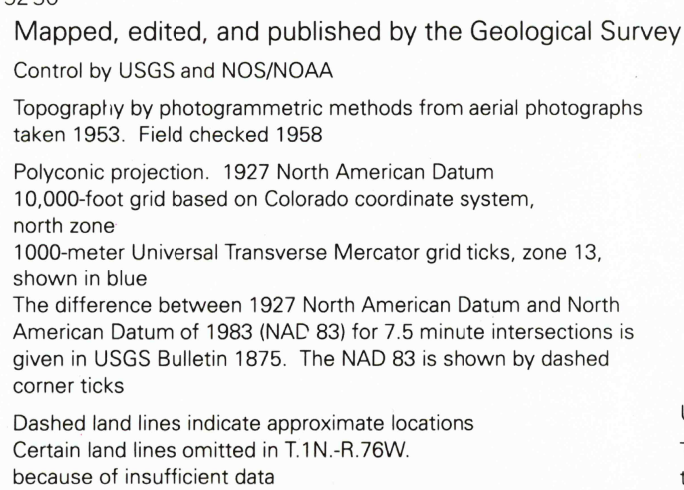 Mapped, edited, and published by the Geological Survey
Control by USGS and NOS/NOAA
Topography by photogrammetric methods from aerial photographs
taken 1953. Field checked 1958
Polyconic projection. 1927 North American Datum
10,000-foot grid based on Colorado coordinate system,
north zone
1000-meter Universal Transverse Mercator grid ticks, zone 13,
shown in blue
The difference between 1927 North American Datum and North
American Datum of 1983 (NAD 83) for 7.5 minute intersections is
given in USGS Bulletin 1875. The NAD 83 is shown by dashed
corner ticks
Dashed land lines indicate approximate locations
Certain land lines omitted in T.1N.-R.76W.
because of insufficient data